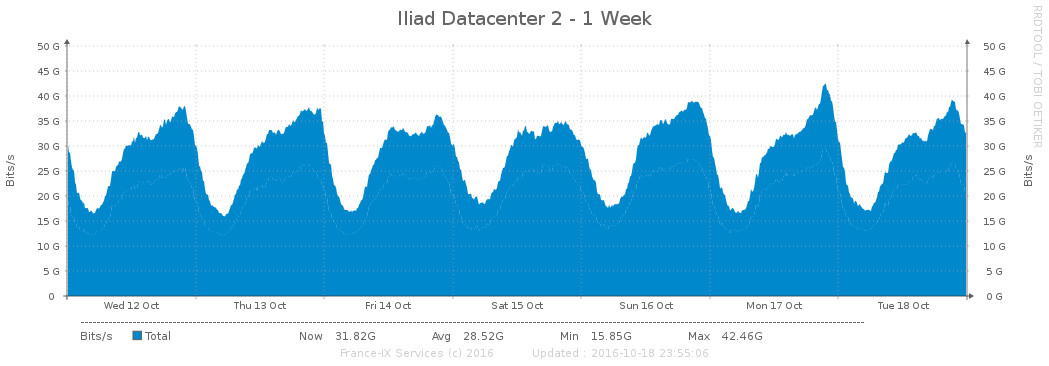 Iliad Datacenter 2 - 1 Week
RRDTOOL / TOBI OETIKER
50 G 50 G
45 G 45 G
40 G 40 G
35 G 35 G
30 G 30 G
25 G 25 G
20 G 20 G
15 G 15 G
10 G 10 G
5 G 5 G
0 0 G
Bits/s
Bits/s
Wed 12 Oct Thu 13 Oct Fri 14 Oct Sat 15 Oct Sun 16 Oct Mon 17 Oct Tue 18 Oct
Bits/s Total Now 31.82G Avg 28.52G Min 15.85G Max 42.46G
France-IX Services (c) 2016 Updated : 2016-10-18 23:55:06